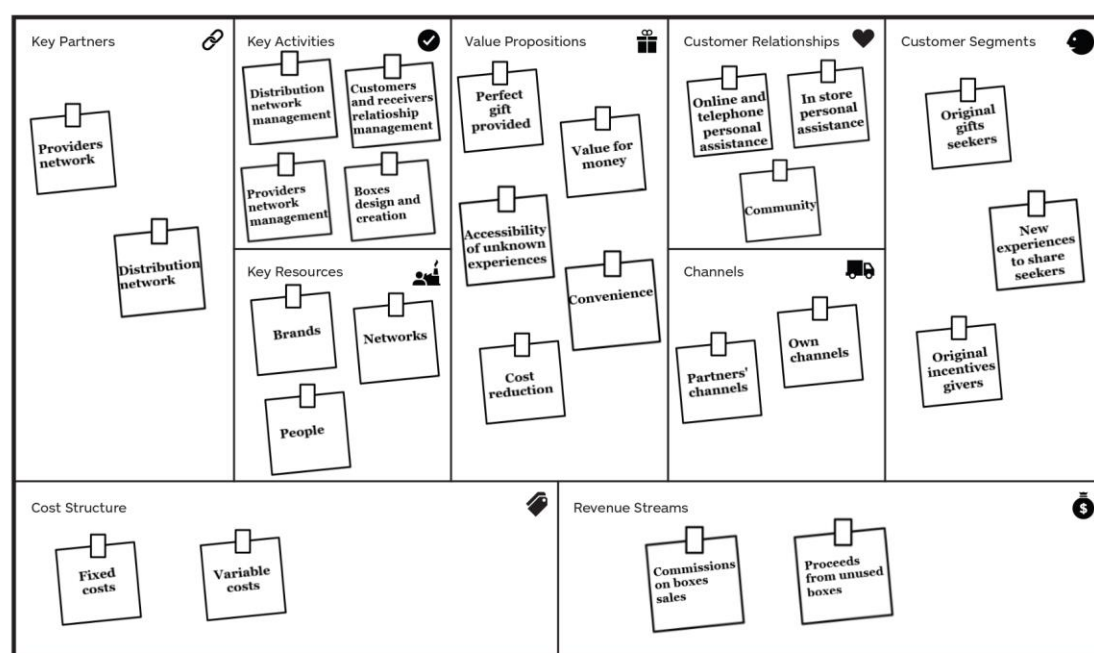 Key Partners
Providers
network
Distribution
network
Key Activities
Distribution
network
management
Customers
and receivers
relatioship
management
Providers
network
management
Boxes
design and
creation
Key Resources
Brands
Networks
People
Value Propositions
Perfect
gift
provided
Value for
money
Accessibility
of unknown
experiences
Convenience
Cost
reduction
Customer Relationships
Online and
telephone
personal
assistance
In store
personal
assistance
Community
Channels
Own
channels
Partners'
channels
Customer Segments
Original
gifts
seekers
New
experiences
to share
seekers
Original
incentives
givers
Cost Structure
Fixed
costs
Variable
costs
Revenue Streams
$
Commissions
on boxes
sales
Proceeds
from unused
boxes